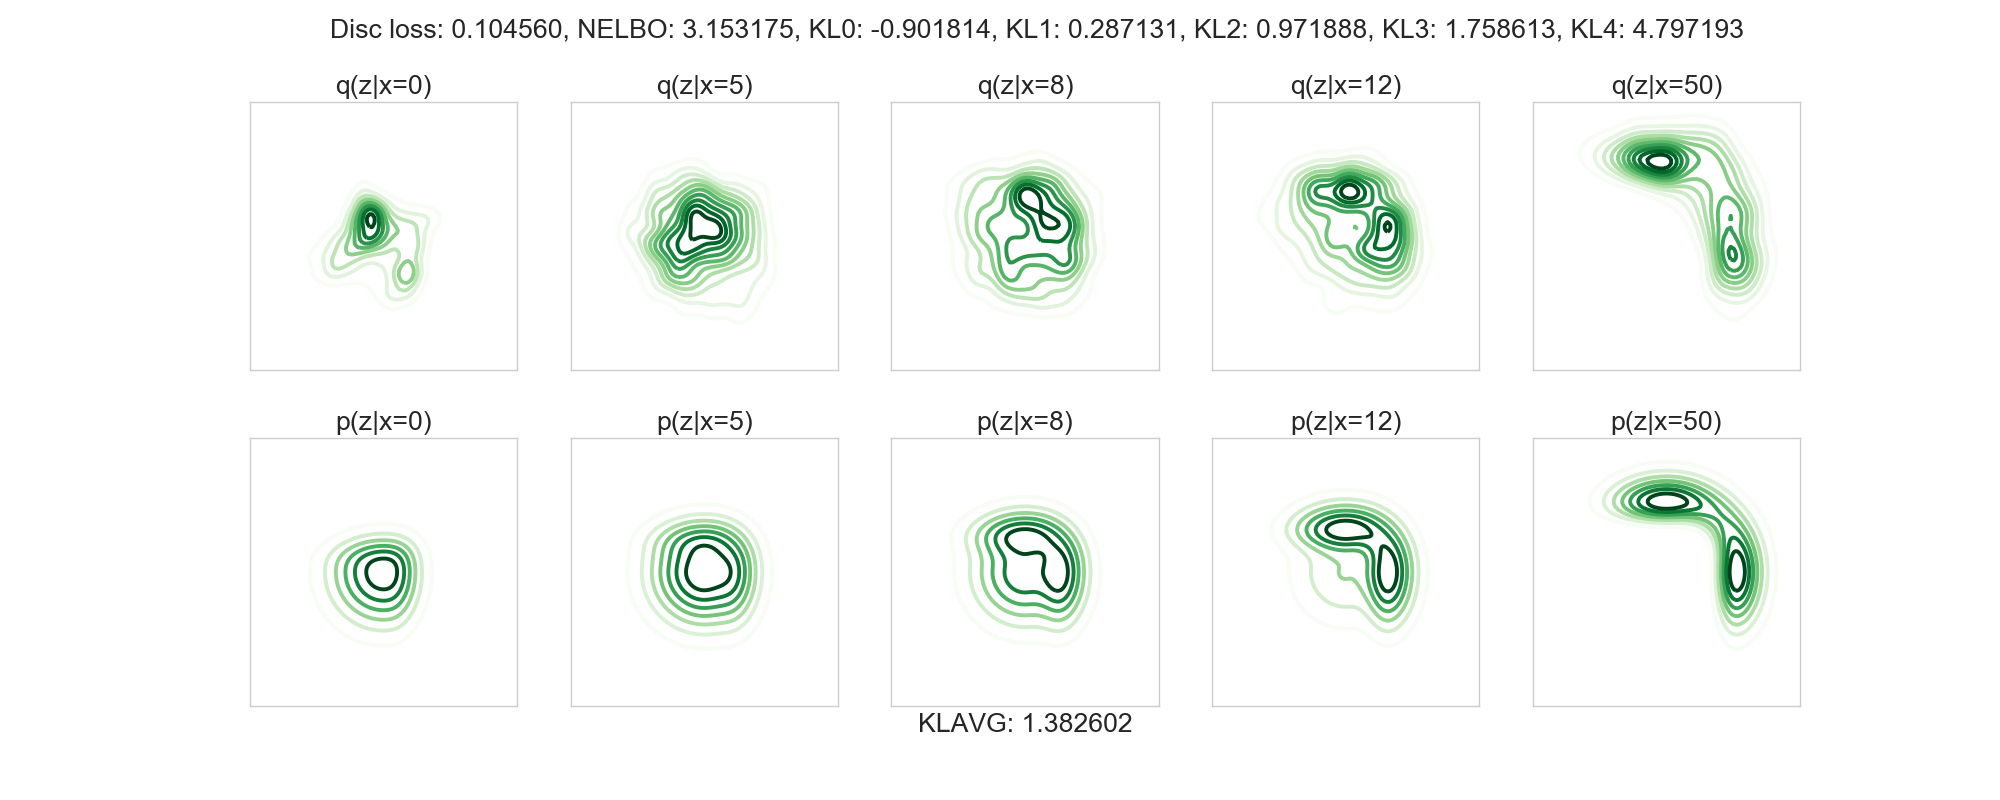 Disc loss: 0.104560, NELBO: 3.153175, KL0: -0.901814, KL1: 0.287131, KL2: 0.971888, KL3: 1.758613, KL4: 4.797193
q(z|x=0)
q(z|x=5)
q(z|x=8)
q(z|x=12)
q(z|x=50)
p(z|x=0)
p(z|x=5)
p(z|x=8)
p(z|x=12)
p(z|x=50)
KLAVG: 1.382602